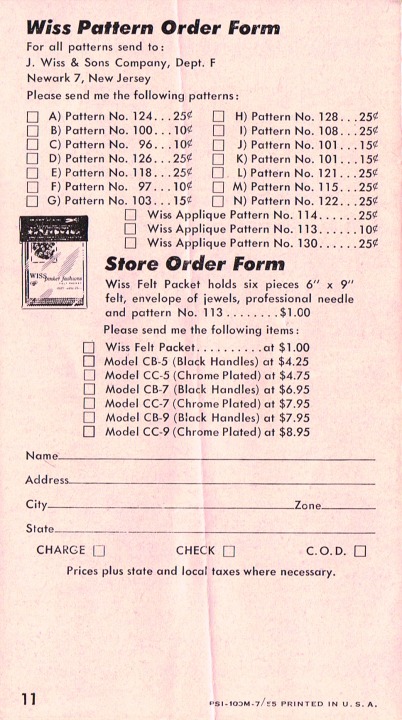 Wiss Pattern Order Form
For all patterns send to:
J. Wiss & Sons Company, Dept. F
Newark 7, New Jersey
Please send me the following patterns:
A) Pattern No. 124...25¢
B) Pattern No. 100...10¢
C) Pattern No. 96...10¢
D) Pattern No. 126...25¢
E) Pattern No. 118...25¢
F) Pattern No. 97...10¢
G) Pattern No. 103...15¢
H) Pattern No. 128...25¢
I) Pattern No. 108...25¢
J) Pattern No. 101...15¢
K) Pattern No. 101...15¢
L) Pattern No. 121...25¢
M) Pattern No. 115...25¢
N) Pattern No. 122...25¢
Wiss Applique Pattern No. 114......25¢
Wiss Applique Pattern No. 113......10¢
Wiss Applique Pattern No. 130......25¢
WISS
Store Order Form
Wiss Felt Packet holds six pieces 6" x 9"
felt, envelope of jewels, professional needle
and pattern No. 113........$1.00
Please send me the following items:
Wiss Felt Packet..........at $1.00
Model CB-5 (Black Handles) at $4.25
Model CC-5 (Chrome Plated) at $4.75
Model CB-7 (Black Handles) at $6.95
Model CC-7 (Chrome Plated) at $7.95
Model CB-9 (Black Handles) at $7.95
Model CC-9 (Chrome Plated) at $8.95
Name
Address
City Zone
State
CHARGE CHECK C.O.D.
Prices plus state and local taxes where necessary.
11
PSI-100M-7/55 PRINTED IN U.S.A.